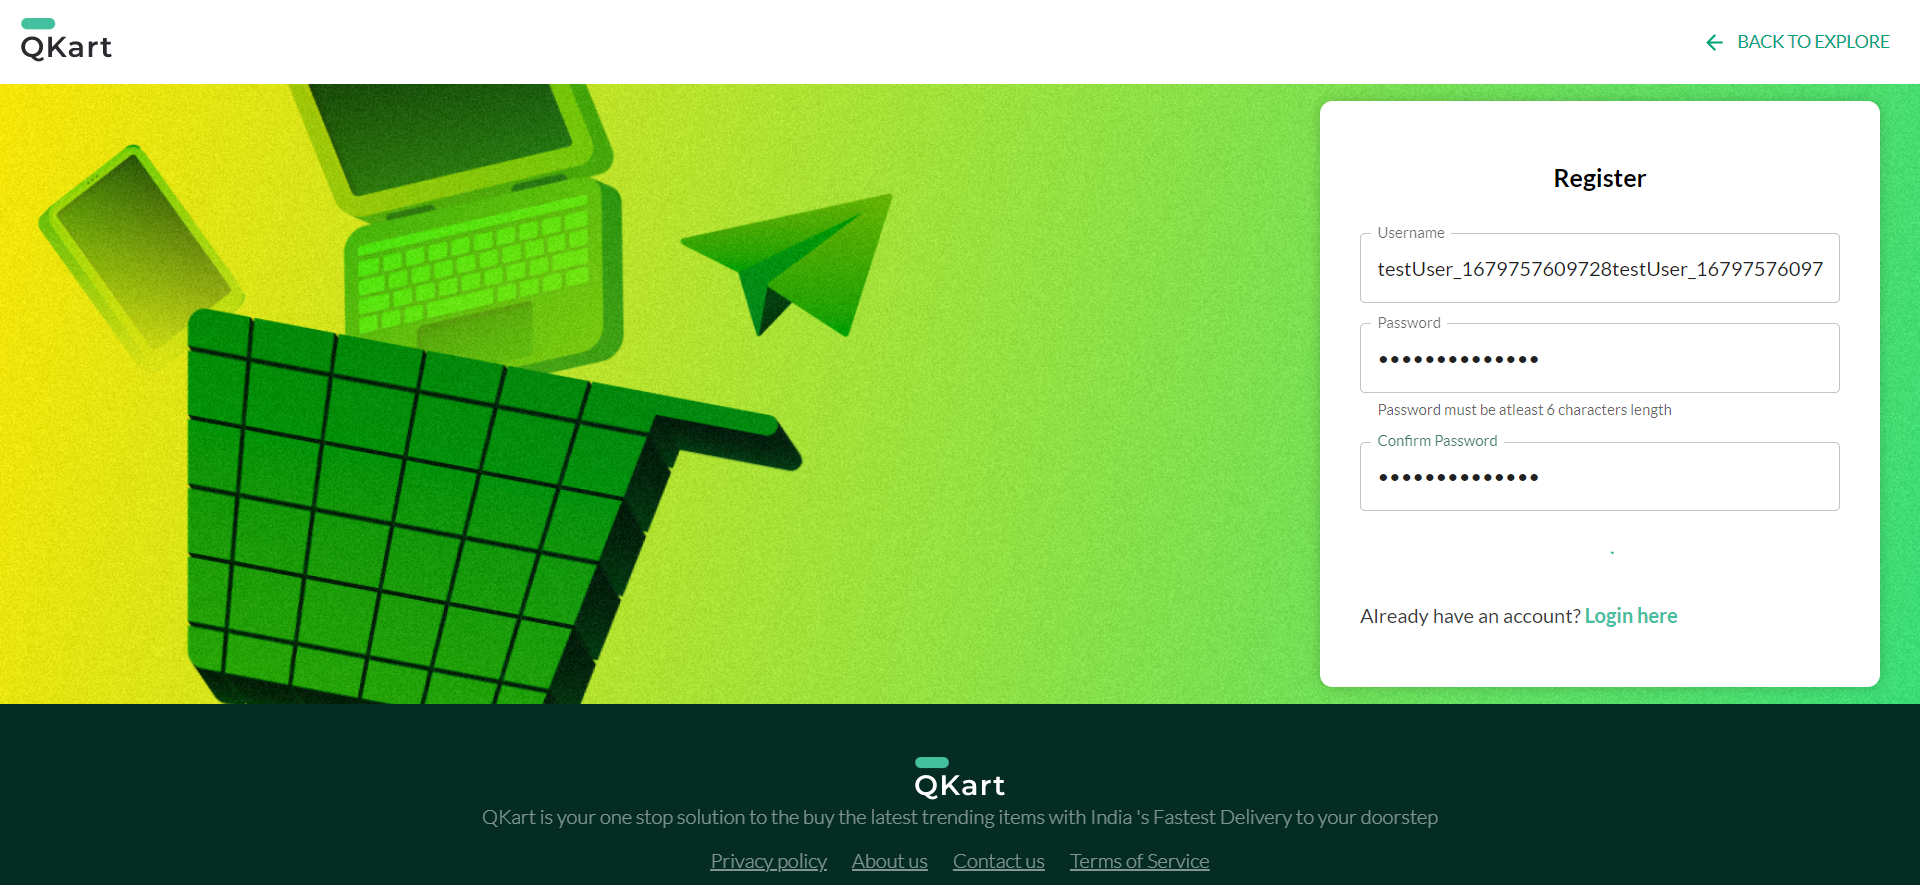 QKart
BACK TO EXPLORE
Register
Username
testUser_1679757609728testUser_16797576097
Password
••••••••••••••
Password must be atleast 6 characters length
Confirm Password
••••••••••••••
Already have an account? Login here
QKart
QKart is your one stop solution to the buy the latest trending items with India 's Fastest Delivery to your doorstep
Privacy policy About us Contact us Terms of Service